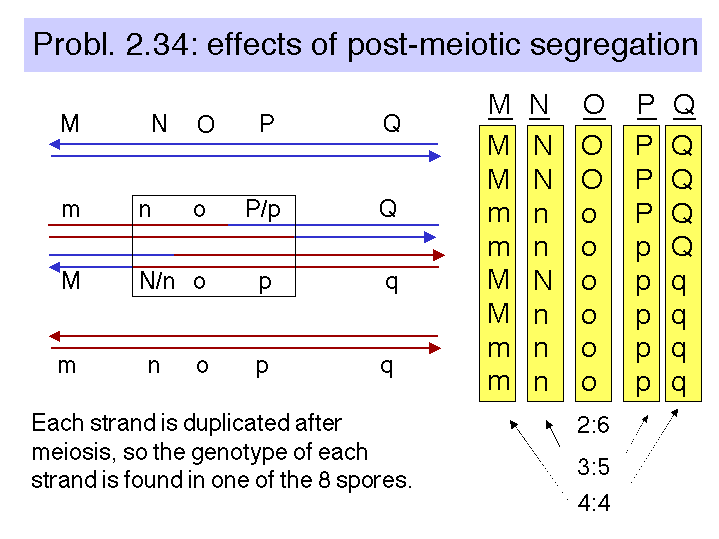 Probl. 2.34: effects of post-meiotic segregation
M N O P Q
m n o P/p Q
M N/n o p q
m n o p q
Each strand is duplicated after
meiosis, so the genotype of each
strand is found in one of the 8 spores.
M N O P Q
M N O P Q
M N O P Q
m n o P Q
m n o p Q
M N o p q
M n o p q
m n o p q
m n o p q
2:6
3:5
4:4